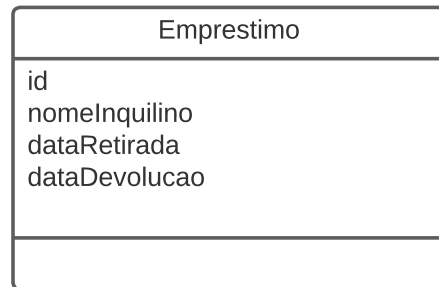 Emprestimo
id
nomeInquilino
dataRetirada
dataDevolucao